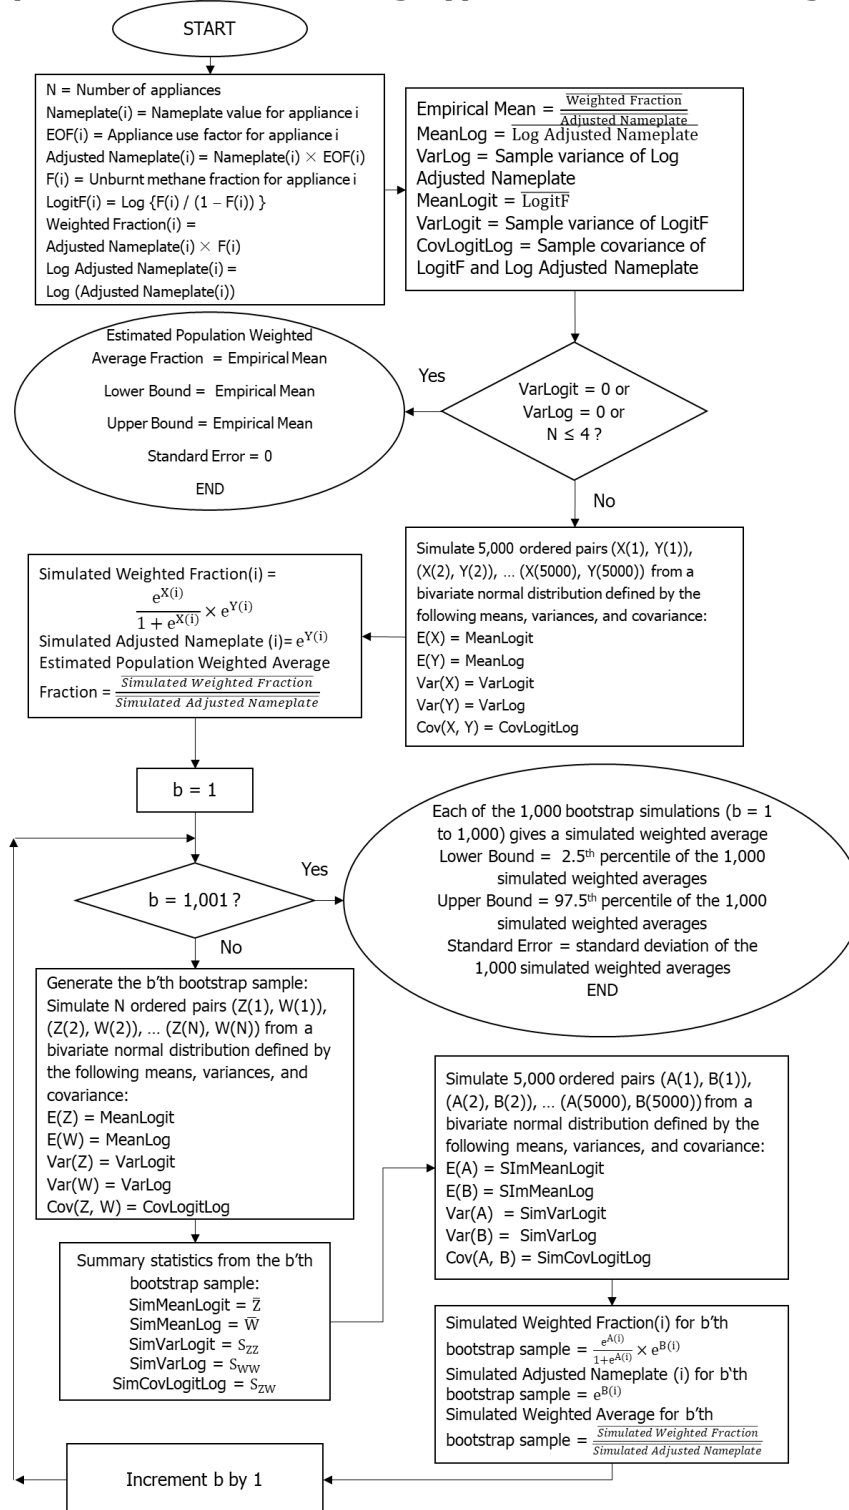 START
N = Number of appliances
Nameplate(i) = Nameplate value for appliance i
EOF(i) = Appliance use factor for appliance i
Adjusted Nameplate(i) = Nameplate(i) × EOF(i)
F(i) = Unburnt methane fraction for appliance i
LogitF(i) = Log {F(i) / (1 – F(i)) }
Weighted Fraction(i) =
Adjusted Nameplate(i) × F(i)
Log Adjusted Nameplate(i) =
Log (Adjusted Nameplate(i))
Empirical Mean = Weighted Fraction / Adjusted Nameplate
MeanLog = Log Adjusted Nameplate
VarLog = Sample variance of Log
Adjusted Nameplate
MeanLogit = LogitF
VarLogit = Sample variance of LogitF
CovLogitLog = Sample covariance of
LogitF and Log Adjusted Nameplate
VarLogit = 0 or
VarLog = 0 or
N ≤ 4 ?
Yes
Estimated Population Weighted
Average Fraction = Empirical Mean
Lower Bound = Empirical Mean
Upper Bound = Empirical Mean
Standard Error = 0
END
No
Simulate 5,000 ordered pairs (X(1), Y(1)),
(X(2), Y(2)), … (X(5000), Y(5000)) from a
bivariate normal distribution defined by the
following means, variances, and covariance:
E(X) = MeanLogit
E(Y) = MeanLog
Var(X) = VarLogit
Var(Y) = VarLog
Cov(X, Y) = CovLogitLog
Simulated Weighted Fraction(i) =
e^X(i) / 1 + e^X(i) × e^Y(i)
Simulated Adjusted Nameplate (i)= e^Y(i)
Estimated Population Weighted Average
Fraction = Simulated Weighted Fraction / Simulated Adjusted Nameplate
b = 1
b = 1,001 ?
Yes
Each of the 1,000 bootstrap simulations (b = 1
to 1,000) gives a simulated weighted average
Lower Bound = 2.5th percentile of the 1,000
simulated weighted averages
Upper Bound = 97.5th percentile of the 1,000
simulated weighted averages
Standard Error = standard deviation of the
1,000 simulated weighted averages
END
No
Generate the b’th bootstrap sample:
Simulate N ordered pairs (Z(1), W(1)),
(Z(2), W(2)), … (Z(N), W(N)) from a
bivariate normal distribution defined by
the following means, variances, and
covariance:
E(Z) = MeanLogit
E(W) = MeanLog
Var(Z) = VarLogit
Var(W) = VarLog
Cov(Z, W) = CovLogitLog
Summary statistics from the b’th
bootstrap sample:
SimMeanLogit = Z̅
SimMeanLog = W̅
SimVarLogit = S_ZZ
SimVarLog = S_WW
SimCovLogitLog = S_ZW
Simulate 5,000 ordered pairs (A(1), B(1)),
(A(2), B(2)), … (A(5000), B(5000)) from a
bivariate normal distribution defined by the
following means, variances, and covariance:
E(A) = SImMeanLogit
E(B) = SImMeanLog
Var(A) = SimVarLogit
Var(B) = SimVarLog
Cov(A, B) = SimCovLogitLog
Simulated Weighted Fraction(i) for b’th
bootstrap sample = e^A(i) / 1+e^A(i) × e^B(i)
Simulated Adjusted Nameplate (i) for b‘th
bootstrap sample = e^B(i)
Simulated Weighted Average for b’th
bootstrap sample = Simulated Weighted Fraction / Simulated Adjusted Nameplate
Increment b by 1